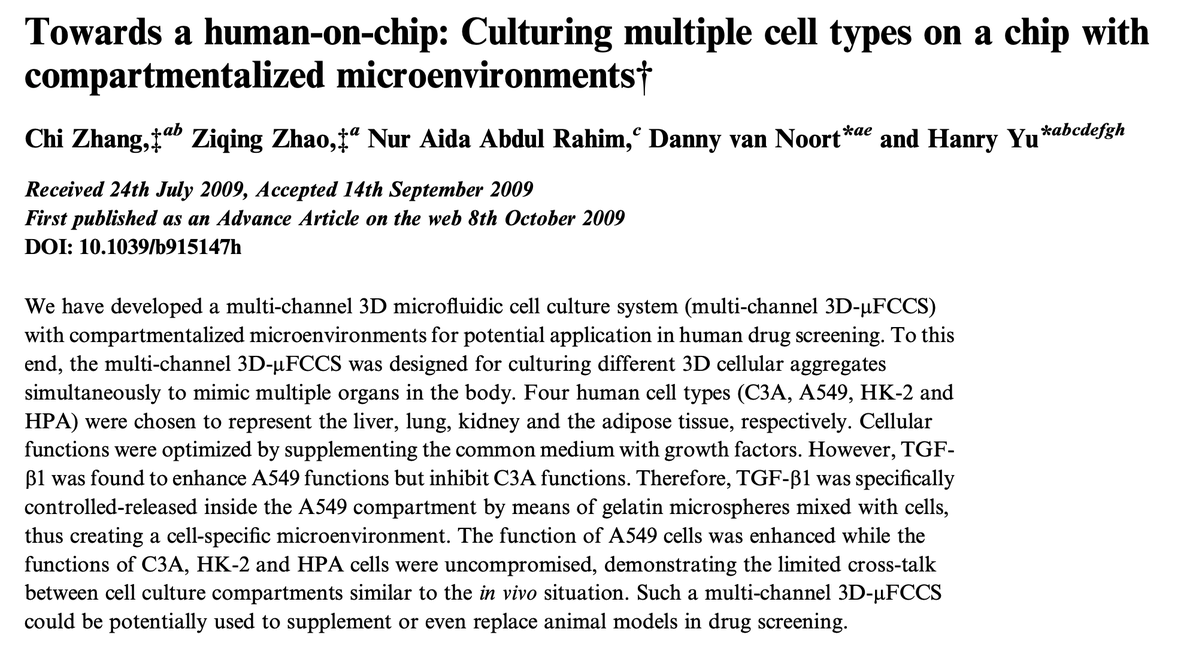 Towards a human-on-chip: Culturing multiple cell types on a chip with
compartmentalized microenvironments†
Chi Zhang,‡ab Ziqing Zhao,‡a Nur Aida Abdul Rahim,c Danny van Noort*ae and Hanry Yu*abcdefgh
Received 24th July 2009, Accepted 14th September 2009
First published as an Advance Article on the web 8th October 2009
DOI: 10.1039/b915147h
We have developed a multi-channel 3D microfluidic cell culture system (multi-channel 3D-μFCCS)
with compartmentalized microenvironments for potential application in human drug screening. To this
end, the multi-channel 3D-μFCCS was designed for culturing different 3D cellular aggregates
simultaneously to mimic multiple organs in the body. Four human cell types (C3A, A549, HK-2 and
HPA) were chosen to represent the liver, lung, kidney and the adipose tissue, respectively. Cellular
functions were optimized by supplementing the common medium with growth factors. However, TGF-
β1 was found to enhance A549 functions but inhibit C3A functions. Therefore, TGF-β1 was specifically
controlled-released inside the A549 compartment by means of gelatin microspheres mixed with cells,
thus creating a cell-specific microenvironment. The function of A549 cells was enhanced while the
functions of C3A, HK-2 and HPA cells were uncompromised, demonstrating the limited cross-talk
between cell culture compartments similar to the in vivo situation. Such a multi-channel 3D-μFCCS
could be potentially used to supplement or even replace animal models in drug screening.